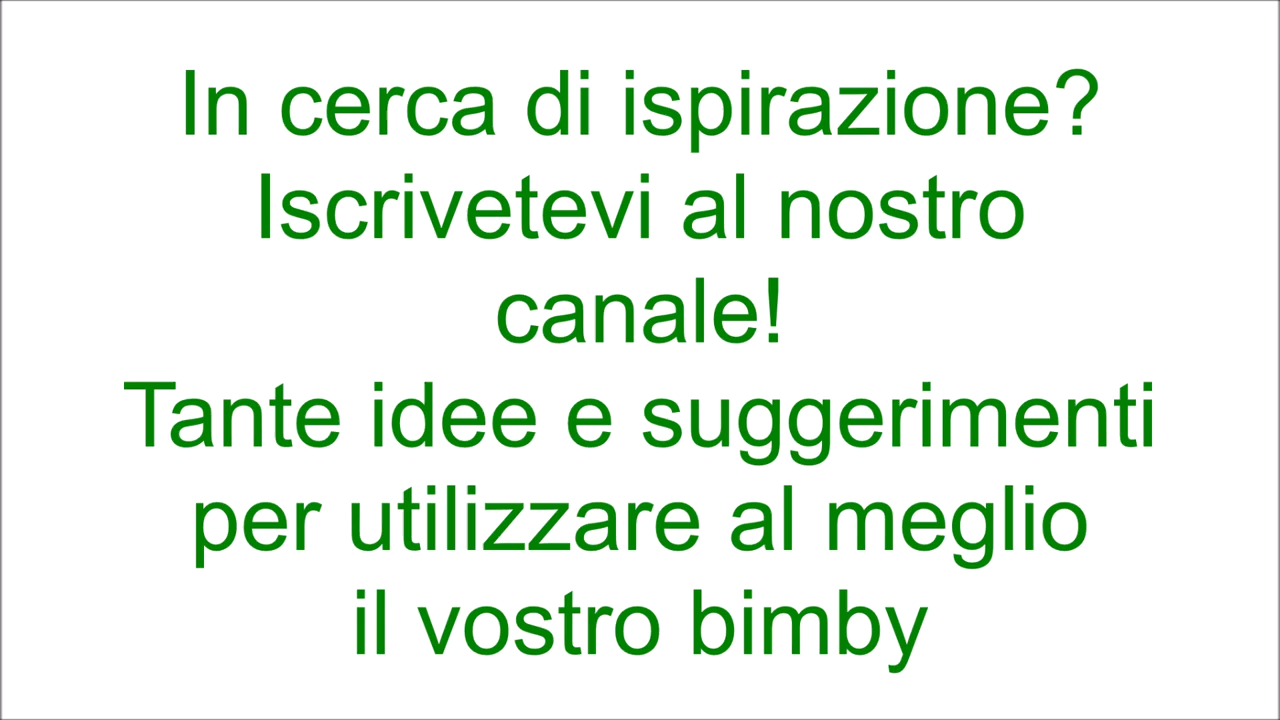 In cerca di ispirazione?
Iscrivetevi al nostro
canale!
Tante idee e suggerimenti
per utilizzare al meglio
il vostro bimby